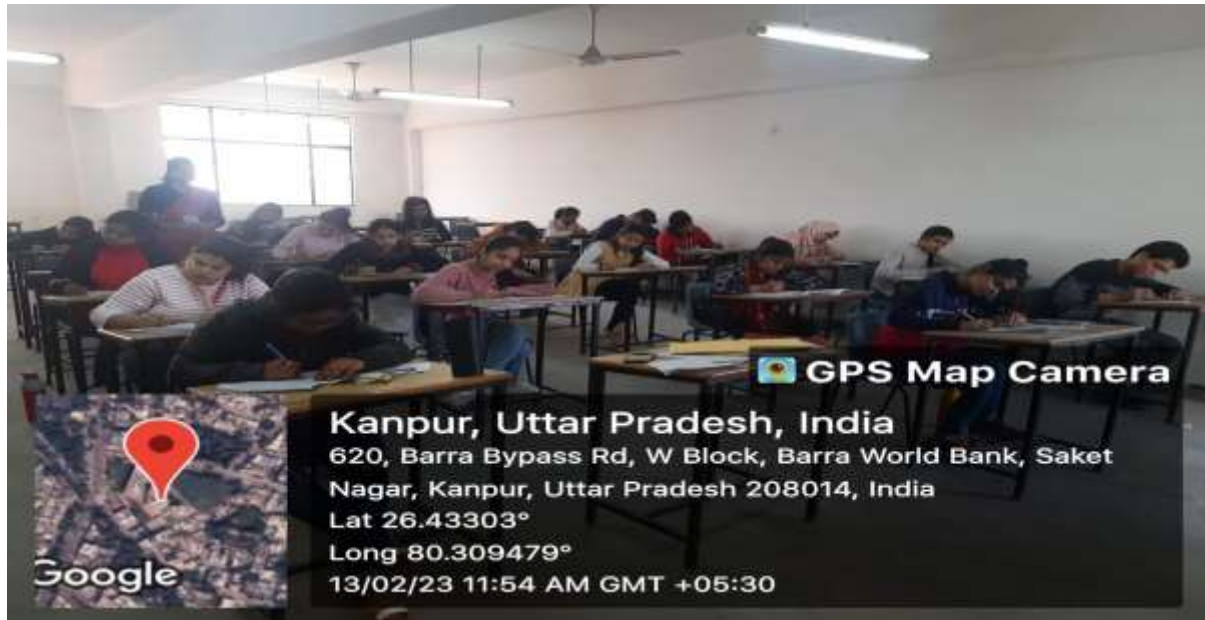 GPS Map Camera
Kanpur, Uttar Pradesh, India
620, Barra Bypass Rd, W Block, Barra World Bank, Saket
Nagar, Kanpur, Uttar Pradesh 208014, India
Lat 26.43303°
Long 80.309479°
13/02/23 11:54 AM GMT +05:30
Google